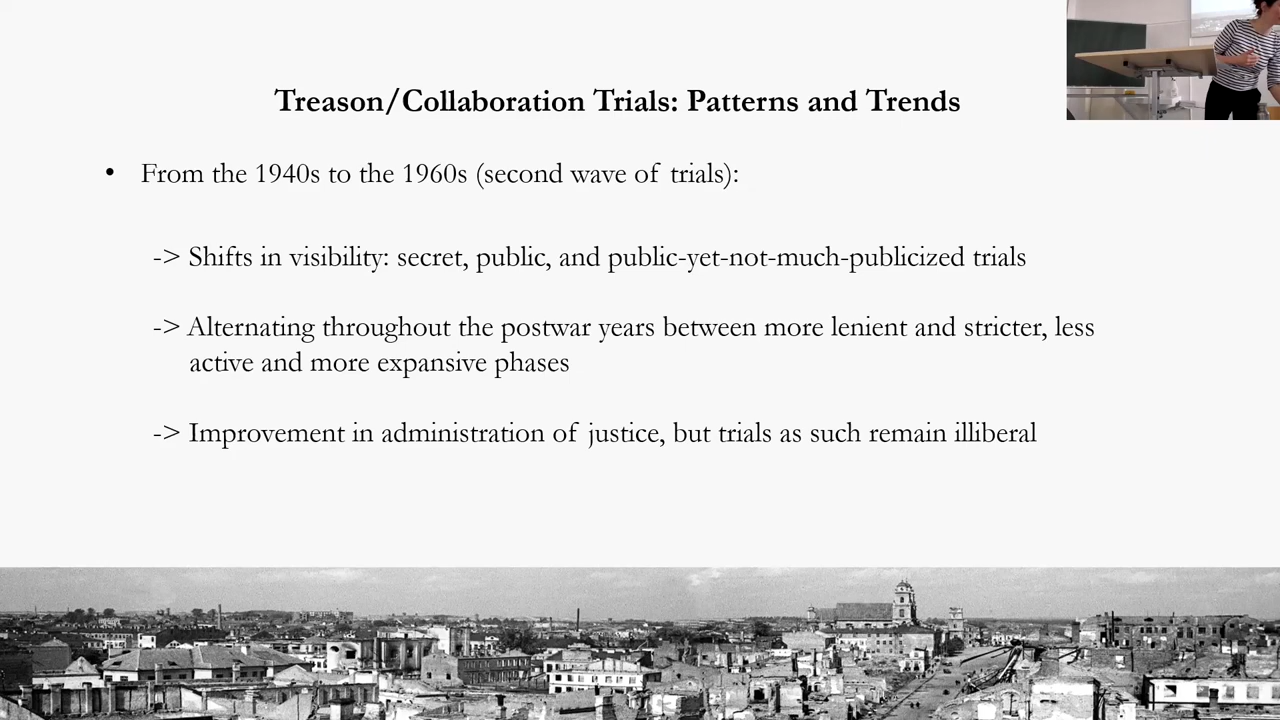 Treason/Collaboration Trials: Patterns and Trends
• From the 1940s to the 1960s (second wave of trials):
-> Shifts in visibility: secret, public, and public-yet-not-much-publicized trials
-> Alternating throughout the postwar years between more lenient and stricter, less
active and more expansive phases
-> Improvement in administration of justice, but trials as such remain illiberal